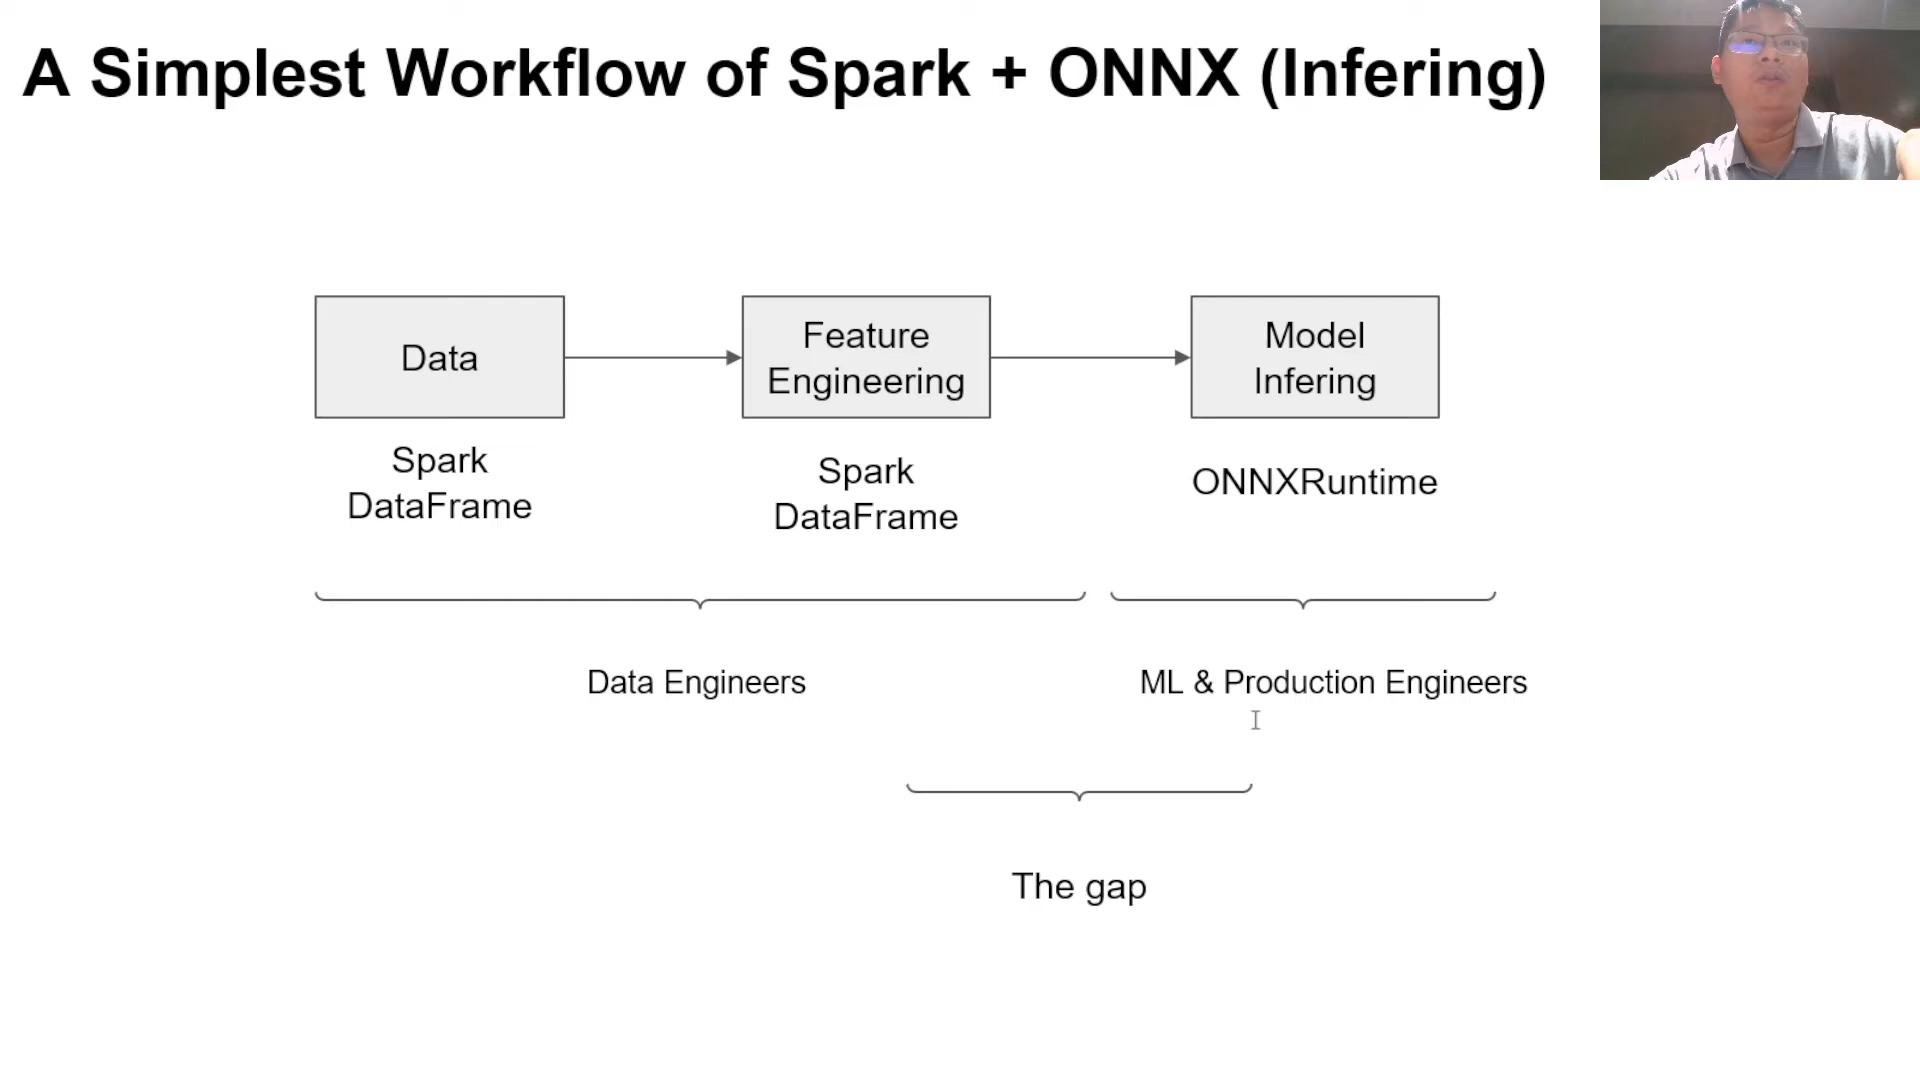 A Simplest Workflow of Spark + ONNX (Infering)
Data
Feature
Engineering
Model
Infering
Spark
DataFrame
Spark
DataFrame
ONNXRuntime
Data Engineers
ML & Production Engineers
The gap